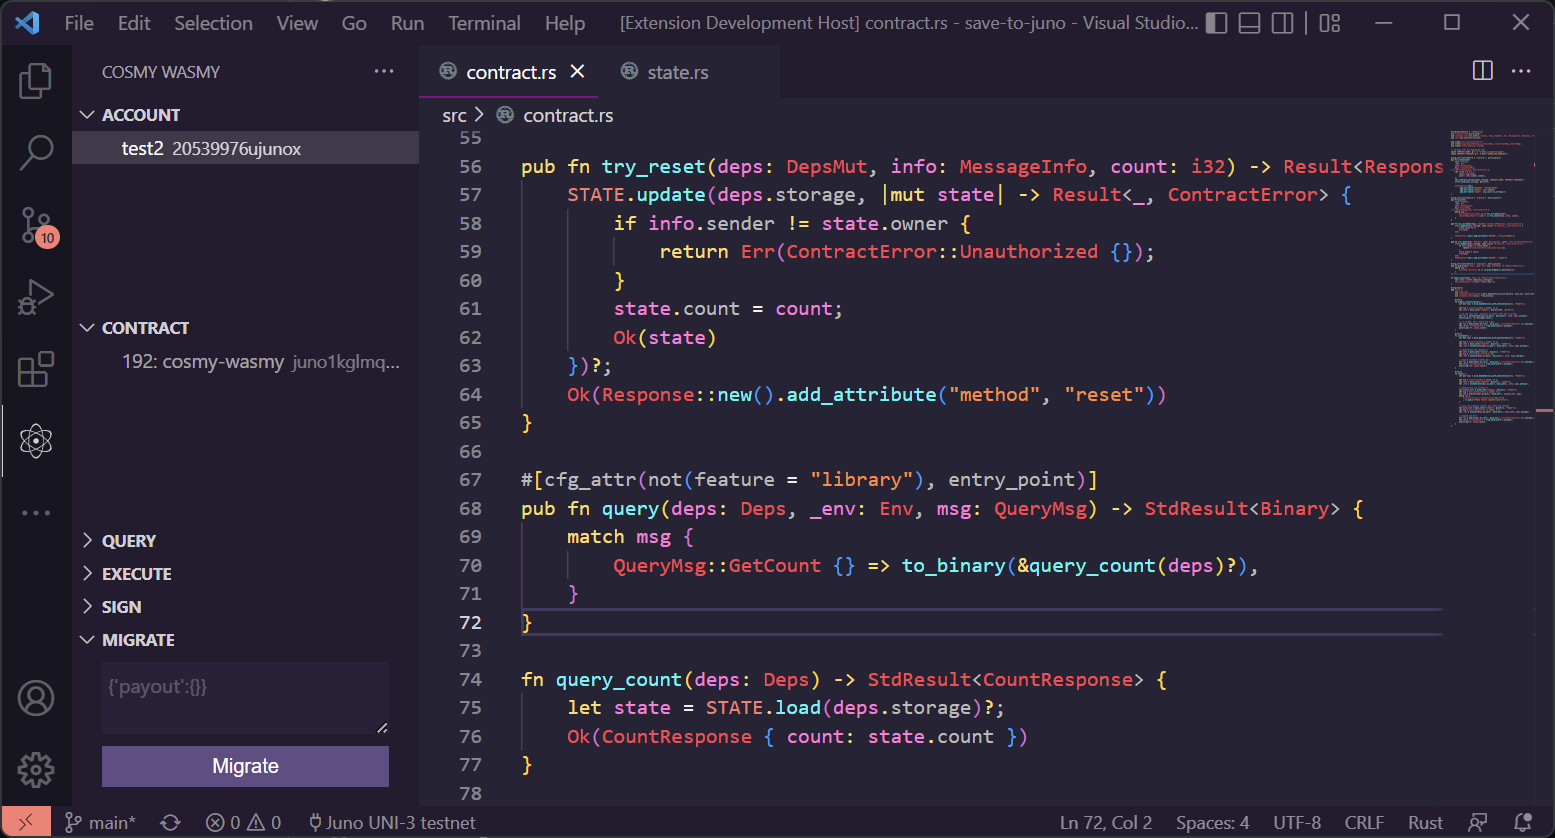 File Edit Selection View Go Run Terminal Help [Extension Development Host] contract.rs - save-to-juno - Visual Studio...
COSMY WASMY
ACCOUNT
test2 20539976ujunox
CONTRACT
192: cosmy-wasmy juno1kglmq...
QUERY
EXECUTE
SIGN
MIGRATE
{'payout':{}}
Migrate
10
contract.rs
state.rs
src > contract.rs
55
56 pub fn try_reset(deps: DepsMut, info: MessageInfo, count: i32) -> Result<Respons
57 STATE.update(deps.storage, |mut state| -> Result<_, ContractError> {
58 if info.sender != state.owner {
59 return Err(ContractError::Unauthorized {});
60 }
61 state.count = count;
62 Ok(state)
63 })?;
64 Ok(Response::new().add_attribute("method", "reset"))
65 }
66
67 #[cfg_attr(not(feature = "library"), entry_point)]
68 pub fn query(deps: Deps, _env: Env, msg: QueryMsg) -> StdResult<Binary> {
69 match msg {
70 QueryMsg::GetCount {} => to_binary(&query_count(deps)?),
71 }
72 }
73
74 fn query_count(deps: Deps) -> StdResult<CountResponse> {
75 let state = STATE.load(deps.storage)?;
76 Ok(CountResponse { count: state.count })
77 }
78
main* 0 0 Juno UNI-3 testnet Ln 72, Col 2 Spaces: 4 UTF-8 CRLF Rust